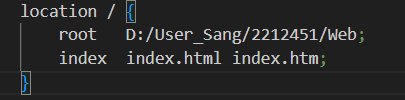 location / {
    root   D:/User_Sang/2212451/Web;
    index  index.html index.htm;
}